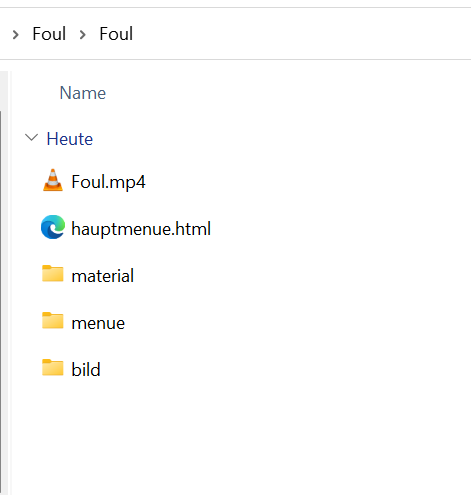 Foul > Foul
Name
Heute
Foul.mp4
hauptmenue.html
material
menue
bild